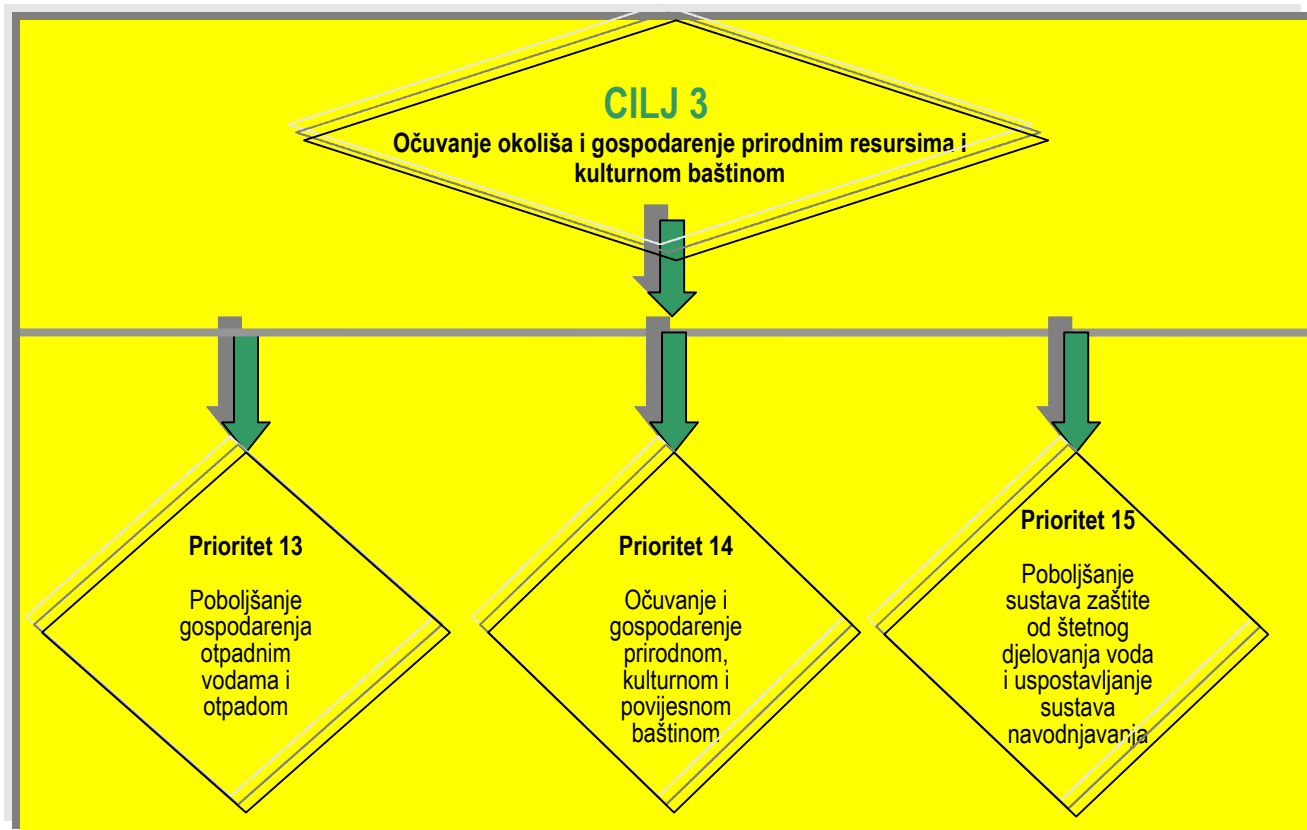 CILJ 3
Očuvanje okoliša i gospodarenje prirodnim resursima i
kulturnom baštinom
Prioritet 13
Poboljšanje
gospodarenja
otpadnim
vodama i
otpadom
Prioritet 14
Očuvanje i
gospodarenje
prirodnom,
kulturnom i
povijesnom
baštinom
Prioritet 15
Poboljšanje
sustava zaštite
od štetnog
djelovanja voda
i uspostavljanje
sustava
navodnjavanja